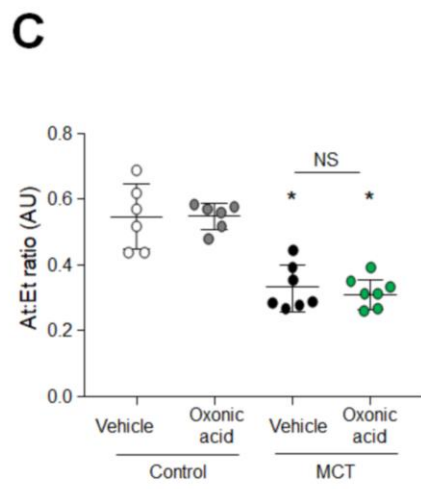 C
At:Et ratio (AU)
0.8
0.6
0.4
0.2
0.0
NS
* *
Vehicle Oxonic acid Vehicle Oxonic acid
Control MCT